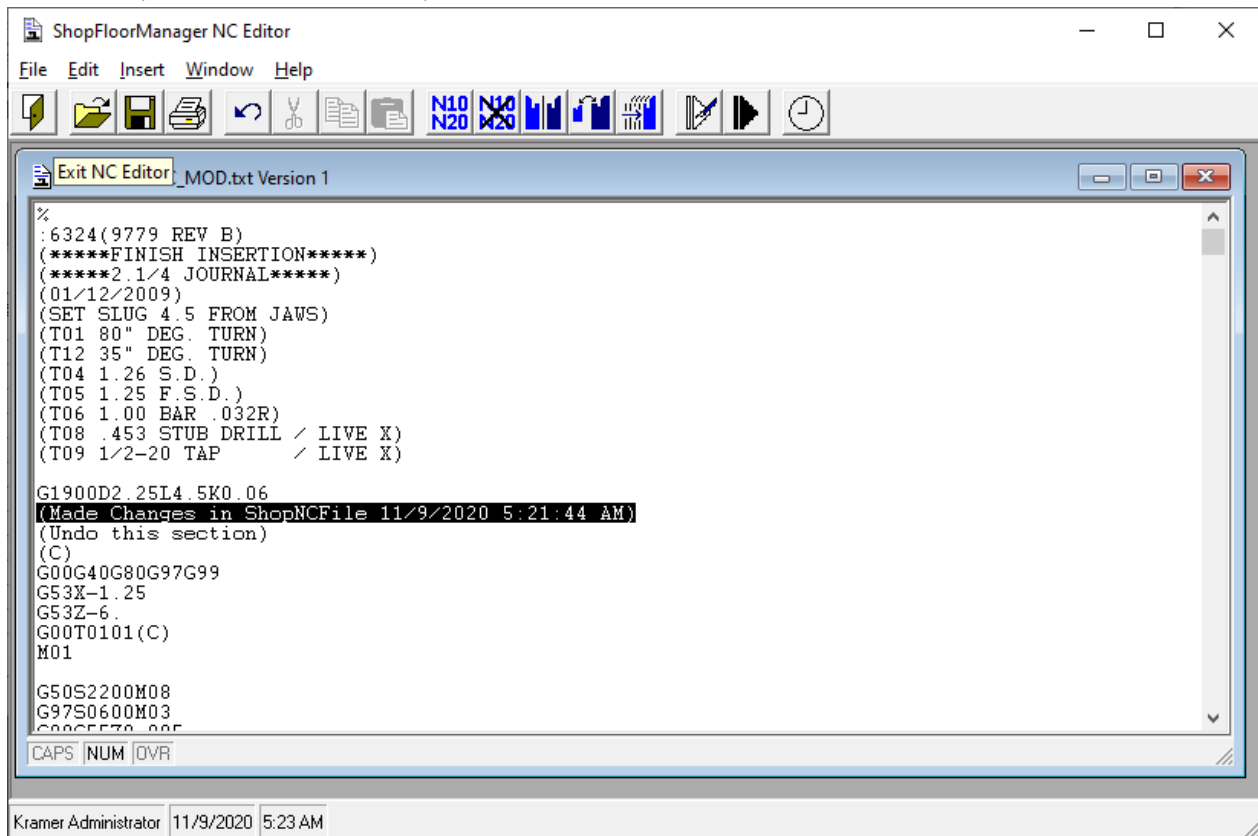 ShopFloorManager NC Editor
File Edit Insert Window Help
N10 N10
N20 N20
Exit NC Editor _MOD.txt Version 1
%
:6324(9779 REV B)
(*****FINISH INSERTION*****)
(*****2.1/4 JOURNAL*****)
(01/12/2009)
(SET SLUG 4.5 FROM JAWS)
(T01 80" DEG. TURN)
(T12 35" DEG. TURN)
(T04 1.26 S.D.)
(T05 1.25 F.S.D.)
(T06 1.00 BAR .032R)
(T08 .453 STUB DRILL / LIVE X)
(T09 1/2-20 TAP / LIVE X)
G1900D2.25L4.5K0.06
(Made Changes in ShopNCFile 11/9/2020 5:21:44 AM)
(Undo this section)
(C)
G00G40G80G97G99
G53X-1.25
G53Z-6.
G00T0101(C)
M01
G50S2200M08
G97S0600M03
CAPS NUM OVR
Kramer Administrator 11/9/2020 5:23 AM